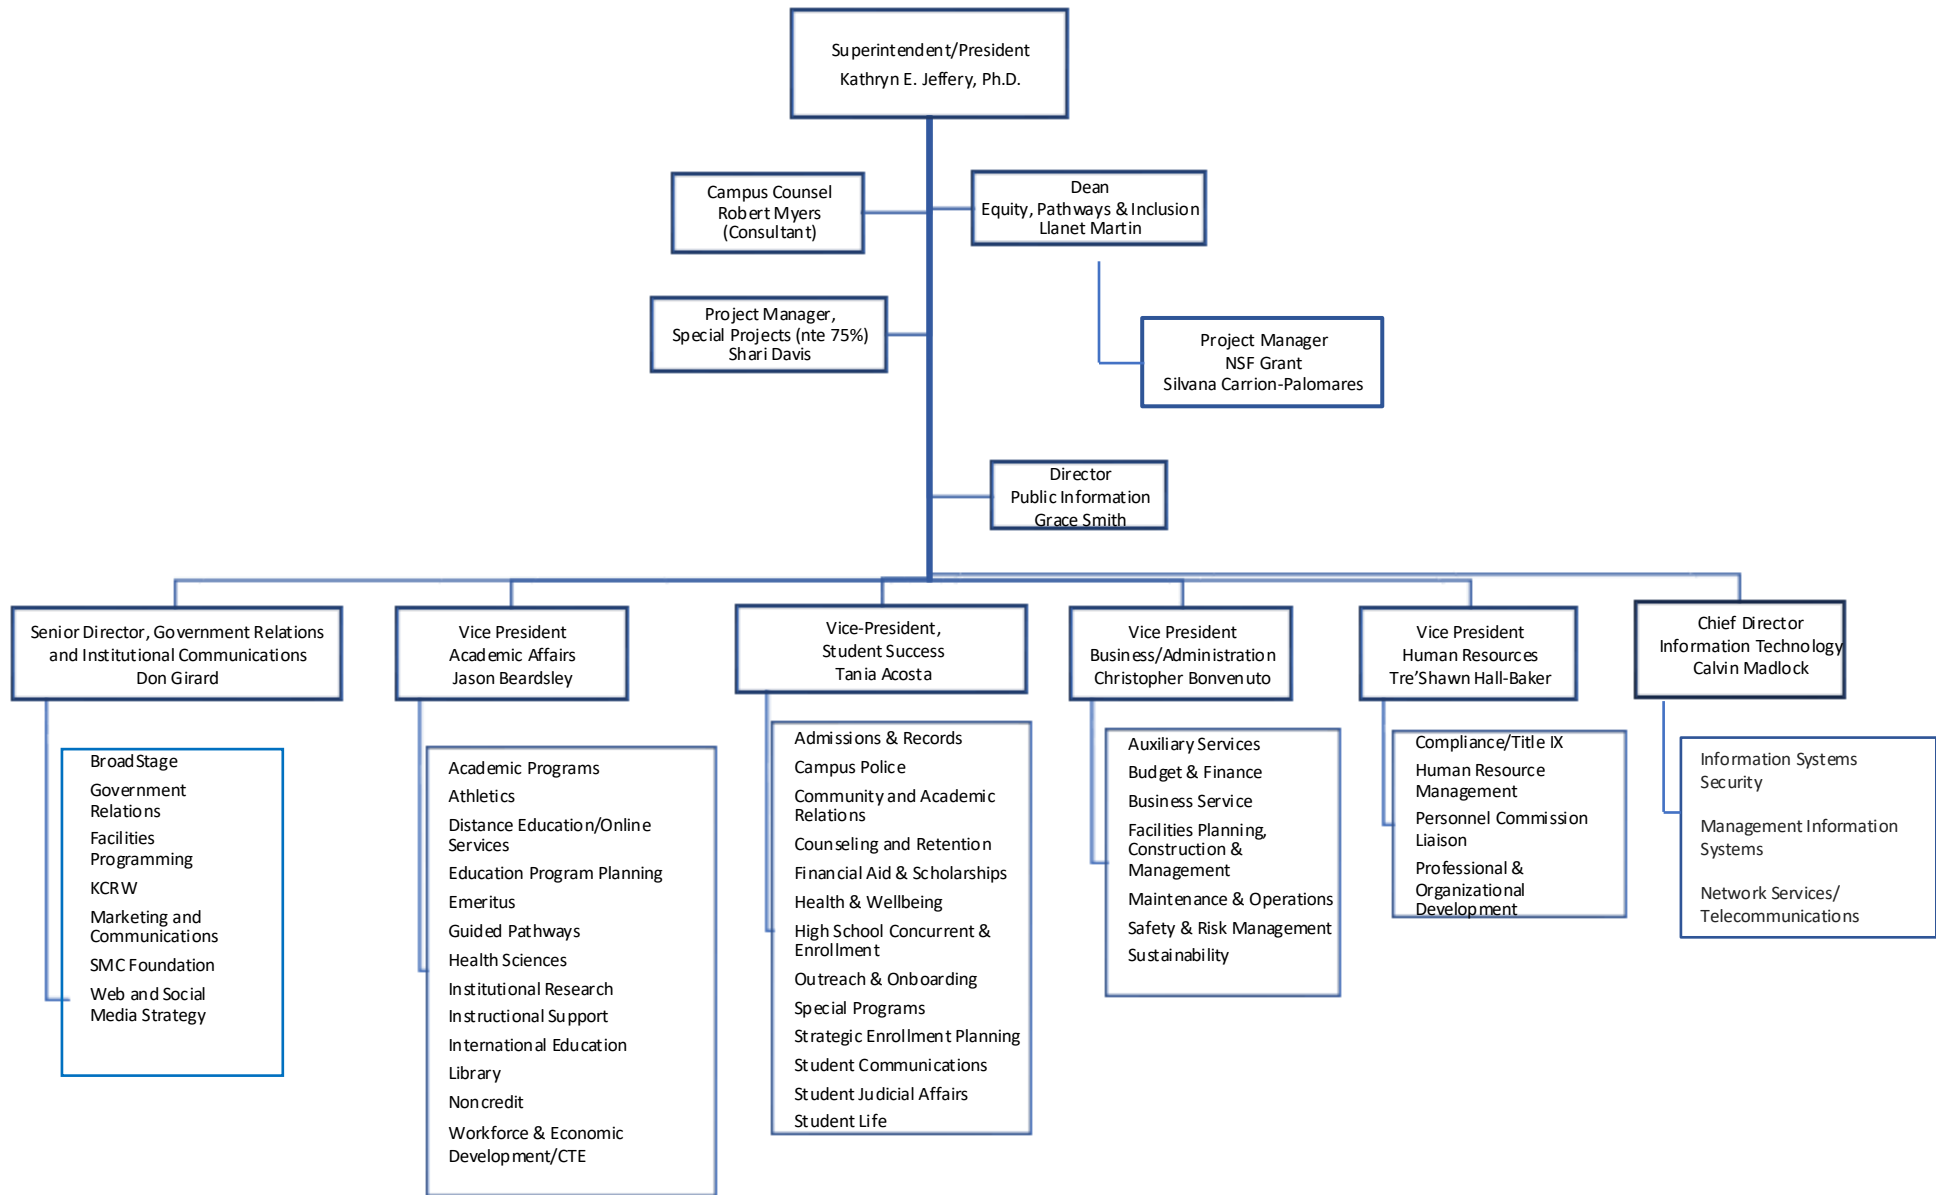 Superintendent/President
Kathryn E. Jeffery, Ph.D.
Campus Counsel
Robert Myers
(Consultant)
Dean
Equity, Pathways & Inclusion
Llanet Martin
Project Manager,
Special Projects (nte 75%)
Shari Davis
Project Manager
NSF Grant
Silvana Carrion-Palomares
Director
Public Information
Grace Smith
Senior Director, Government Relations
and Institutional Communications
Don Girard
BroadStage
Government
Relations
Facilities
Programming
KCRW
Marketing and
Communications
SMC Foundation
Web and Social
Media Strategy
Vice President
Academic Affairs
Jason Beardsley
Academic Programs
Athletics
Distance Education/Online
Services
Education Program Planning
Emeritus
Guided Pathways
Health Sciences
Institutional Research
Instructional Support
International Education
Library
Noncredit
Workforce & Economic
Development/CTE
Vice-President,
Student Success
Tania Acosta
Admissions & Records
Campus Police
Community and Academic
Relations
Counseling and Retention
Financial Aid & Scholarships
Health & Wellbeing
High School Concurrent &
Enrollment
Outreach & Onboarding
Special Programs
Strategic Enrollment Planning
Student Communications
Student Judicial Affairs
Student Life
Vice President
Business/Administration
Christopher Bonvenuto
Auxiliary Services
Budget & Finance
Business Service
Facilities Planning,
Construction &
Management
Maintenance & Operations
Safety & Risk Management
Sustainability
Vice President
Human Resources
Tre’Shawn Hall-Baker
Compliance/Title IX
Human Resource
Management
Personnel Commission
Liaison
Professional &
Organizational
Development
Chief Director
Information Technology
Calvin Madlock
Information Systems
Security
Management Information
Systems
Network Services/
Telecommunications